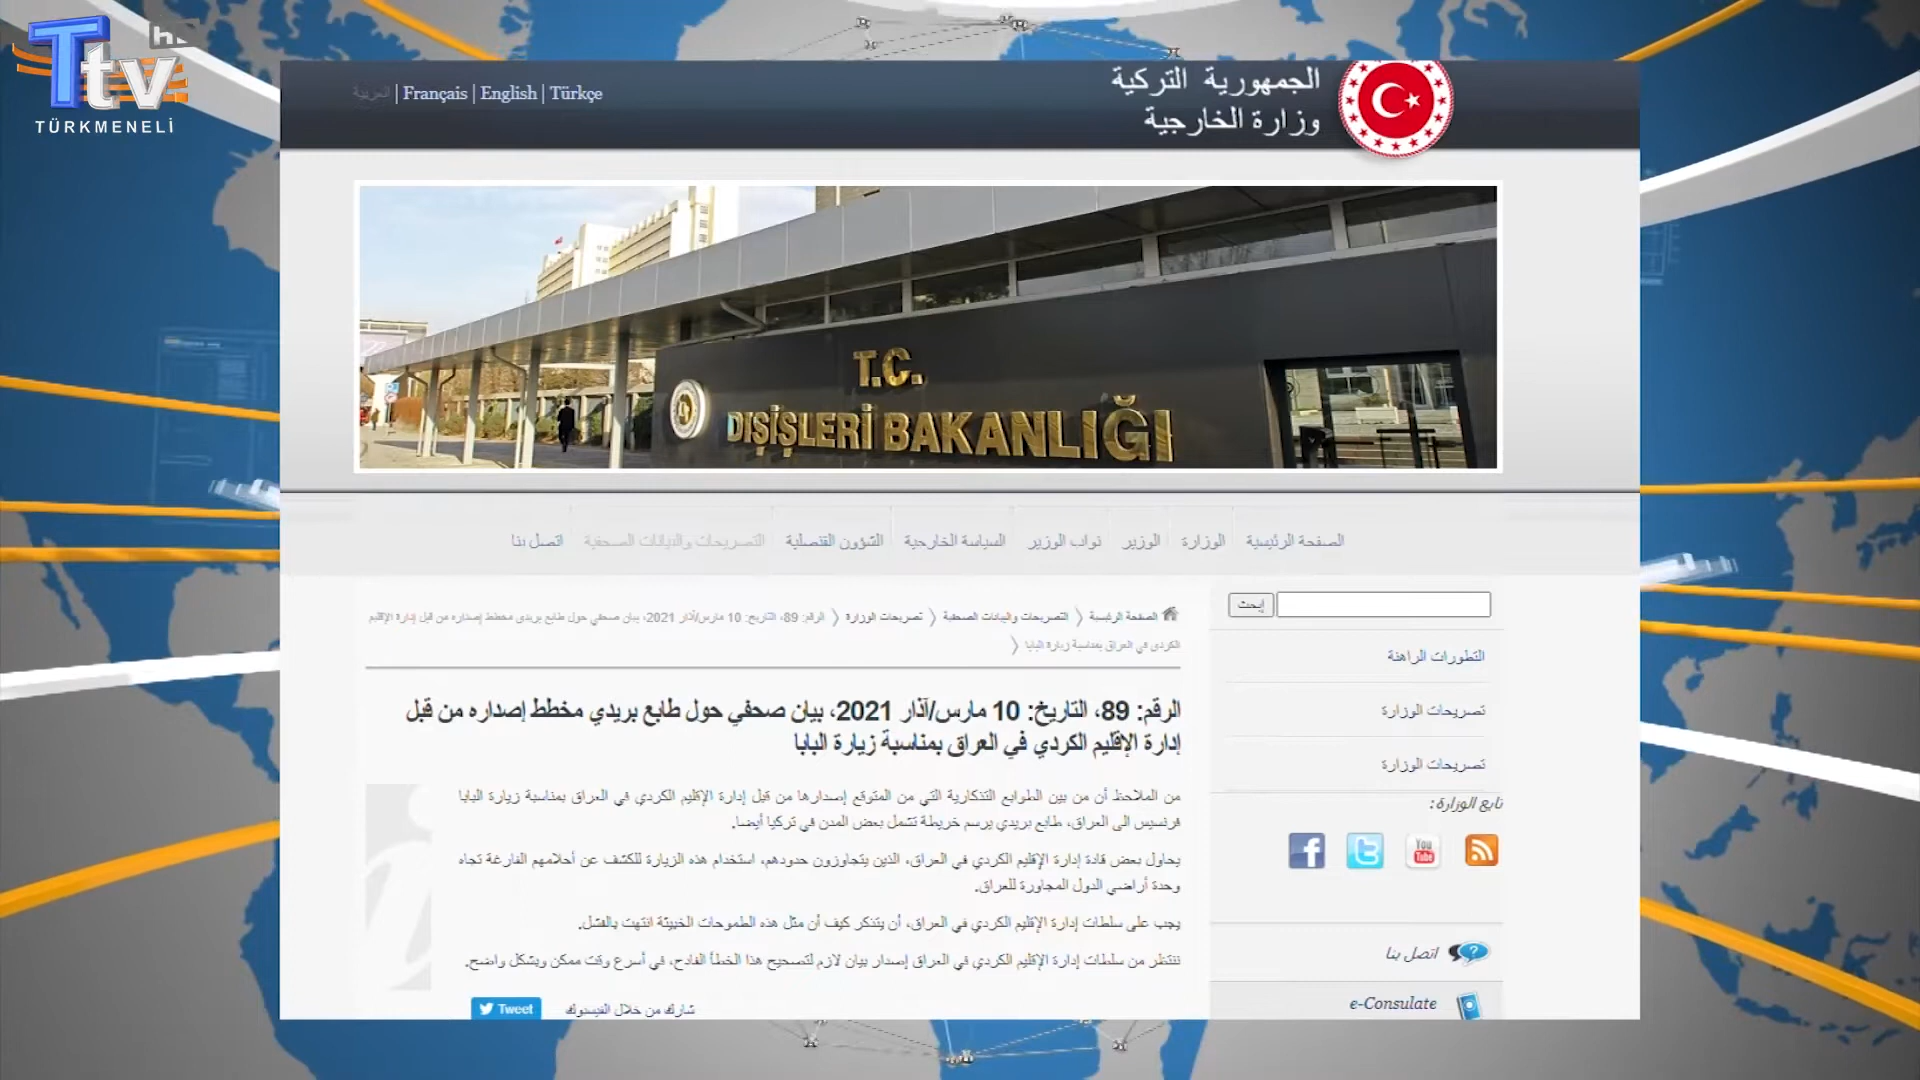 hd
Ttv
TÜRKMENELİ
العربية | Français | English | Türkçe
الجمهورية التركية
وزارة الخارجية
T.C.
DIŞİŞLERİ BAKANLIĞI
الصفحة الرئيسية الوزارة الوزير نواب الوزير السياسة الخارجية الشؤون القنصلية التصريحات والبيانات الصحفية اتصل بنا
الصفحة الرئيسية التصريحات والبيانات الصحفية تصريحات الوزارة الرقم: 89، التاريخ: 10 مارس/آذار 2021، بيان صحفي حول طابع بريدي مخطط إصداره من قبل إدارة الإقليم
الكردي في العراق بمناسبة زيارة البابا
الرقم: 89، التاريخ: 10 مارس/آذار 2021، بيان صحفي حول طابع بريدي مخطط إصداره من قبل
إدارة الإقليم الكردي في العراق بمناسبة زيارة البابا
من الملاحظ أن من بين الطوابع التذكارية التي من المتوقع إصدارها من قبل إدارة الإقليم الكردي في العراق بمناسبة زيارة البابا
فرنسيس الى العراق، طابع بريدي يرسم خريطة تشمل بعض المدن في تركيا أيضا.
يحاول بعض قادة إدارة الإقليم الكردي في العراق، الذين يتجاوزون حدودهم، استخدام هذه الزيارة للكشف عن أحلامهم الفارغة تجاه
وحدة أراضي الدول المجاورة للعراق.
يجب على سلطات إدارة الإقليم الكردي في العراق، أن يتذكر كيف أن مثل هذه الطموحات الخبيثة انتهت بالفشل.
ننتظر من سلطات إدارة الإقليم الكردي في العراق إصدار بيان لازم لتصحيح هذا الخطأ الفادح، في أسرع وقت ممكن وبشكل واضح.
شارك من خلال الفيسبوك
Tweet
إبحث
التطورات الراهنة
تصريحات الوزارة
تصريحات الوزارة
تابع الوزارة:
You Tube
اتصل بنا
e-Consulate